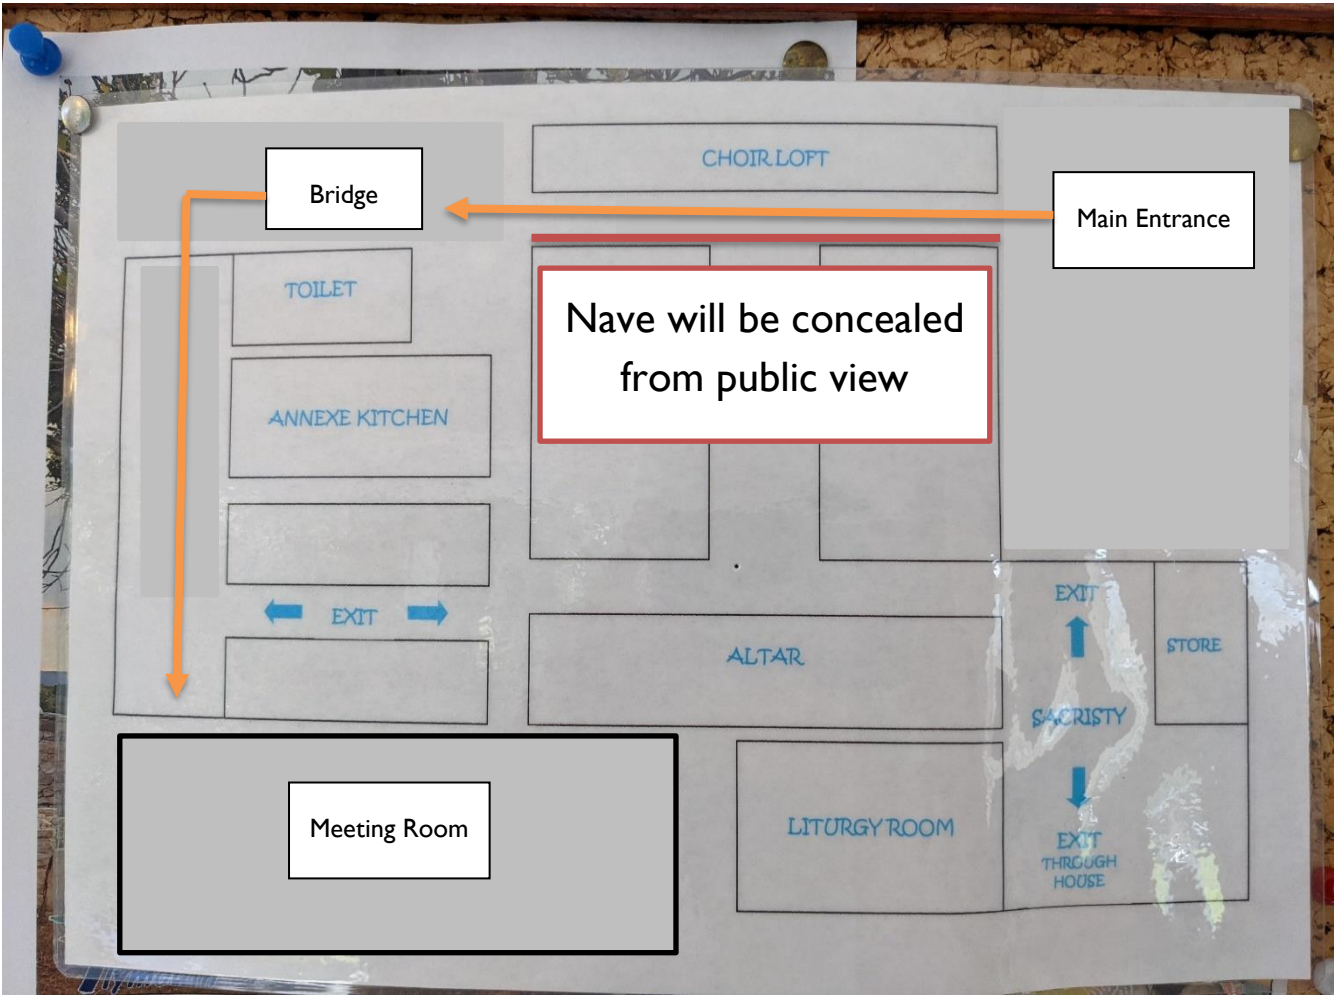 CHOIR LOFT
Bridge
Main Entrance
TOILET
Nave will be concealed
from public view
ANNEXE KITCHEN
EXIT
EXIT
STORE
ALTAR
SACRISTY
Meeting Room
LITURGY ROOM
EXIT
THROUGH
HOUSE